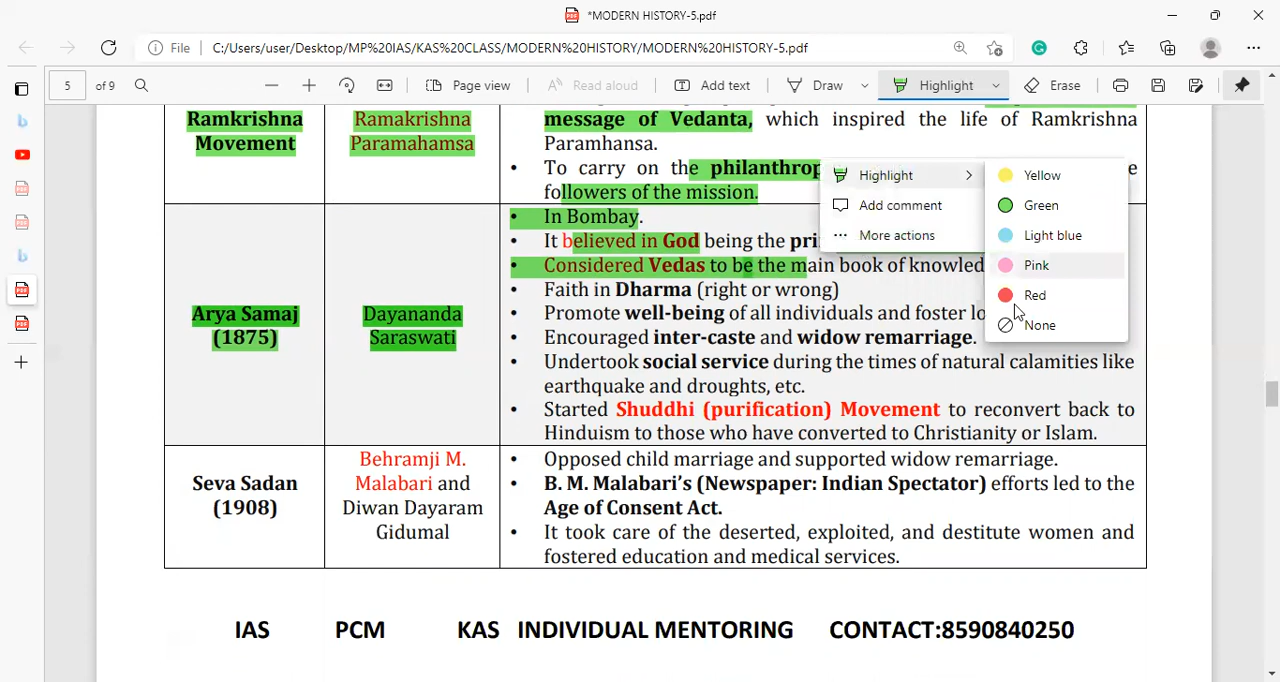 *MODERN HISTORY-5.pdf
File
C:/Users/user/Desktop/MP%20IAS/KAS%20CLASS/MODERN%20HISTORY/MODERN%20HISTORY-5.pdf
5 of 9
Page view
Read aloud
Add text
Draw
Highlight
Erase
Ramkrishna
Movement
Ramakrishna
Paramahamsa
message of Vedanta, which inspired the life of Ramkrishna
Paramhansa.
• To carry on the philanthrop
followers of the mission.
Highlight
Add comment
More actions
Yellow
Green
Light blue
Pink
Red
None
Arya Samaj
(1875)
Dayananda
Saraswati
• In Bombay.
• It believed in God being the pri
• Considered Vedas to be the main book of knowled
• Faith in Dharma (right or wrong)
• Promote well-being of all individuals and foster lo
• Encouraged inter-caste and widow remarriage.
• Undertook social service during the times of natural calamities like
earthquake and droughts, etc.
• Started Shuddhi (purification) Movement to reconvert back to
Hinduism to those who have converted to Christianity or Islam.
Seva Sadan
(1908)
Behramji M.
Malabari and
Diwan Dayaram
Gidumal
• Opposed child marriage and supported widow remarriage.
• B. M. Malabari's (Newspaper: Indian Spectator) efforts led to the
Age of Consent Act.
• It took care of the deserted, exploited, and destitute women and
fostered education and medical services.
IAS PCM KAS INDIVIDUAL MENTORING CONTACT:8590840250